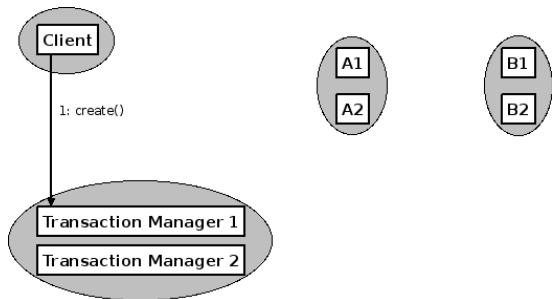 Client
A1
B1
A2
B2
1: create()
Transaction Manager 1
Transaction Manager 2